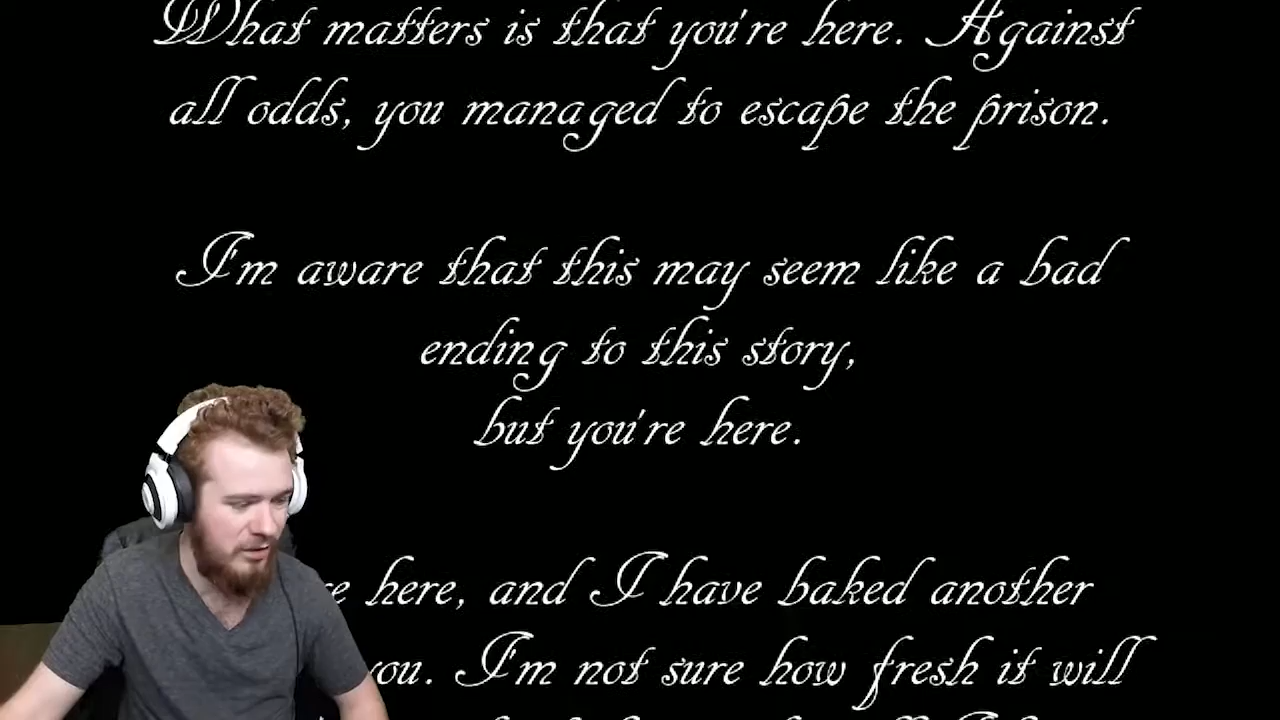 What matters is that you're here. Against
all odds, you managed to escape the prison.
I'm aware that this may seem like a bad
ending to this story,
but you're here.
here, and I have baked another
you. I'm not sure how fresh it will